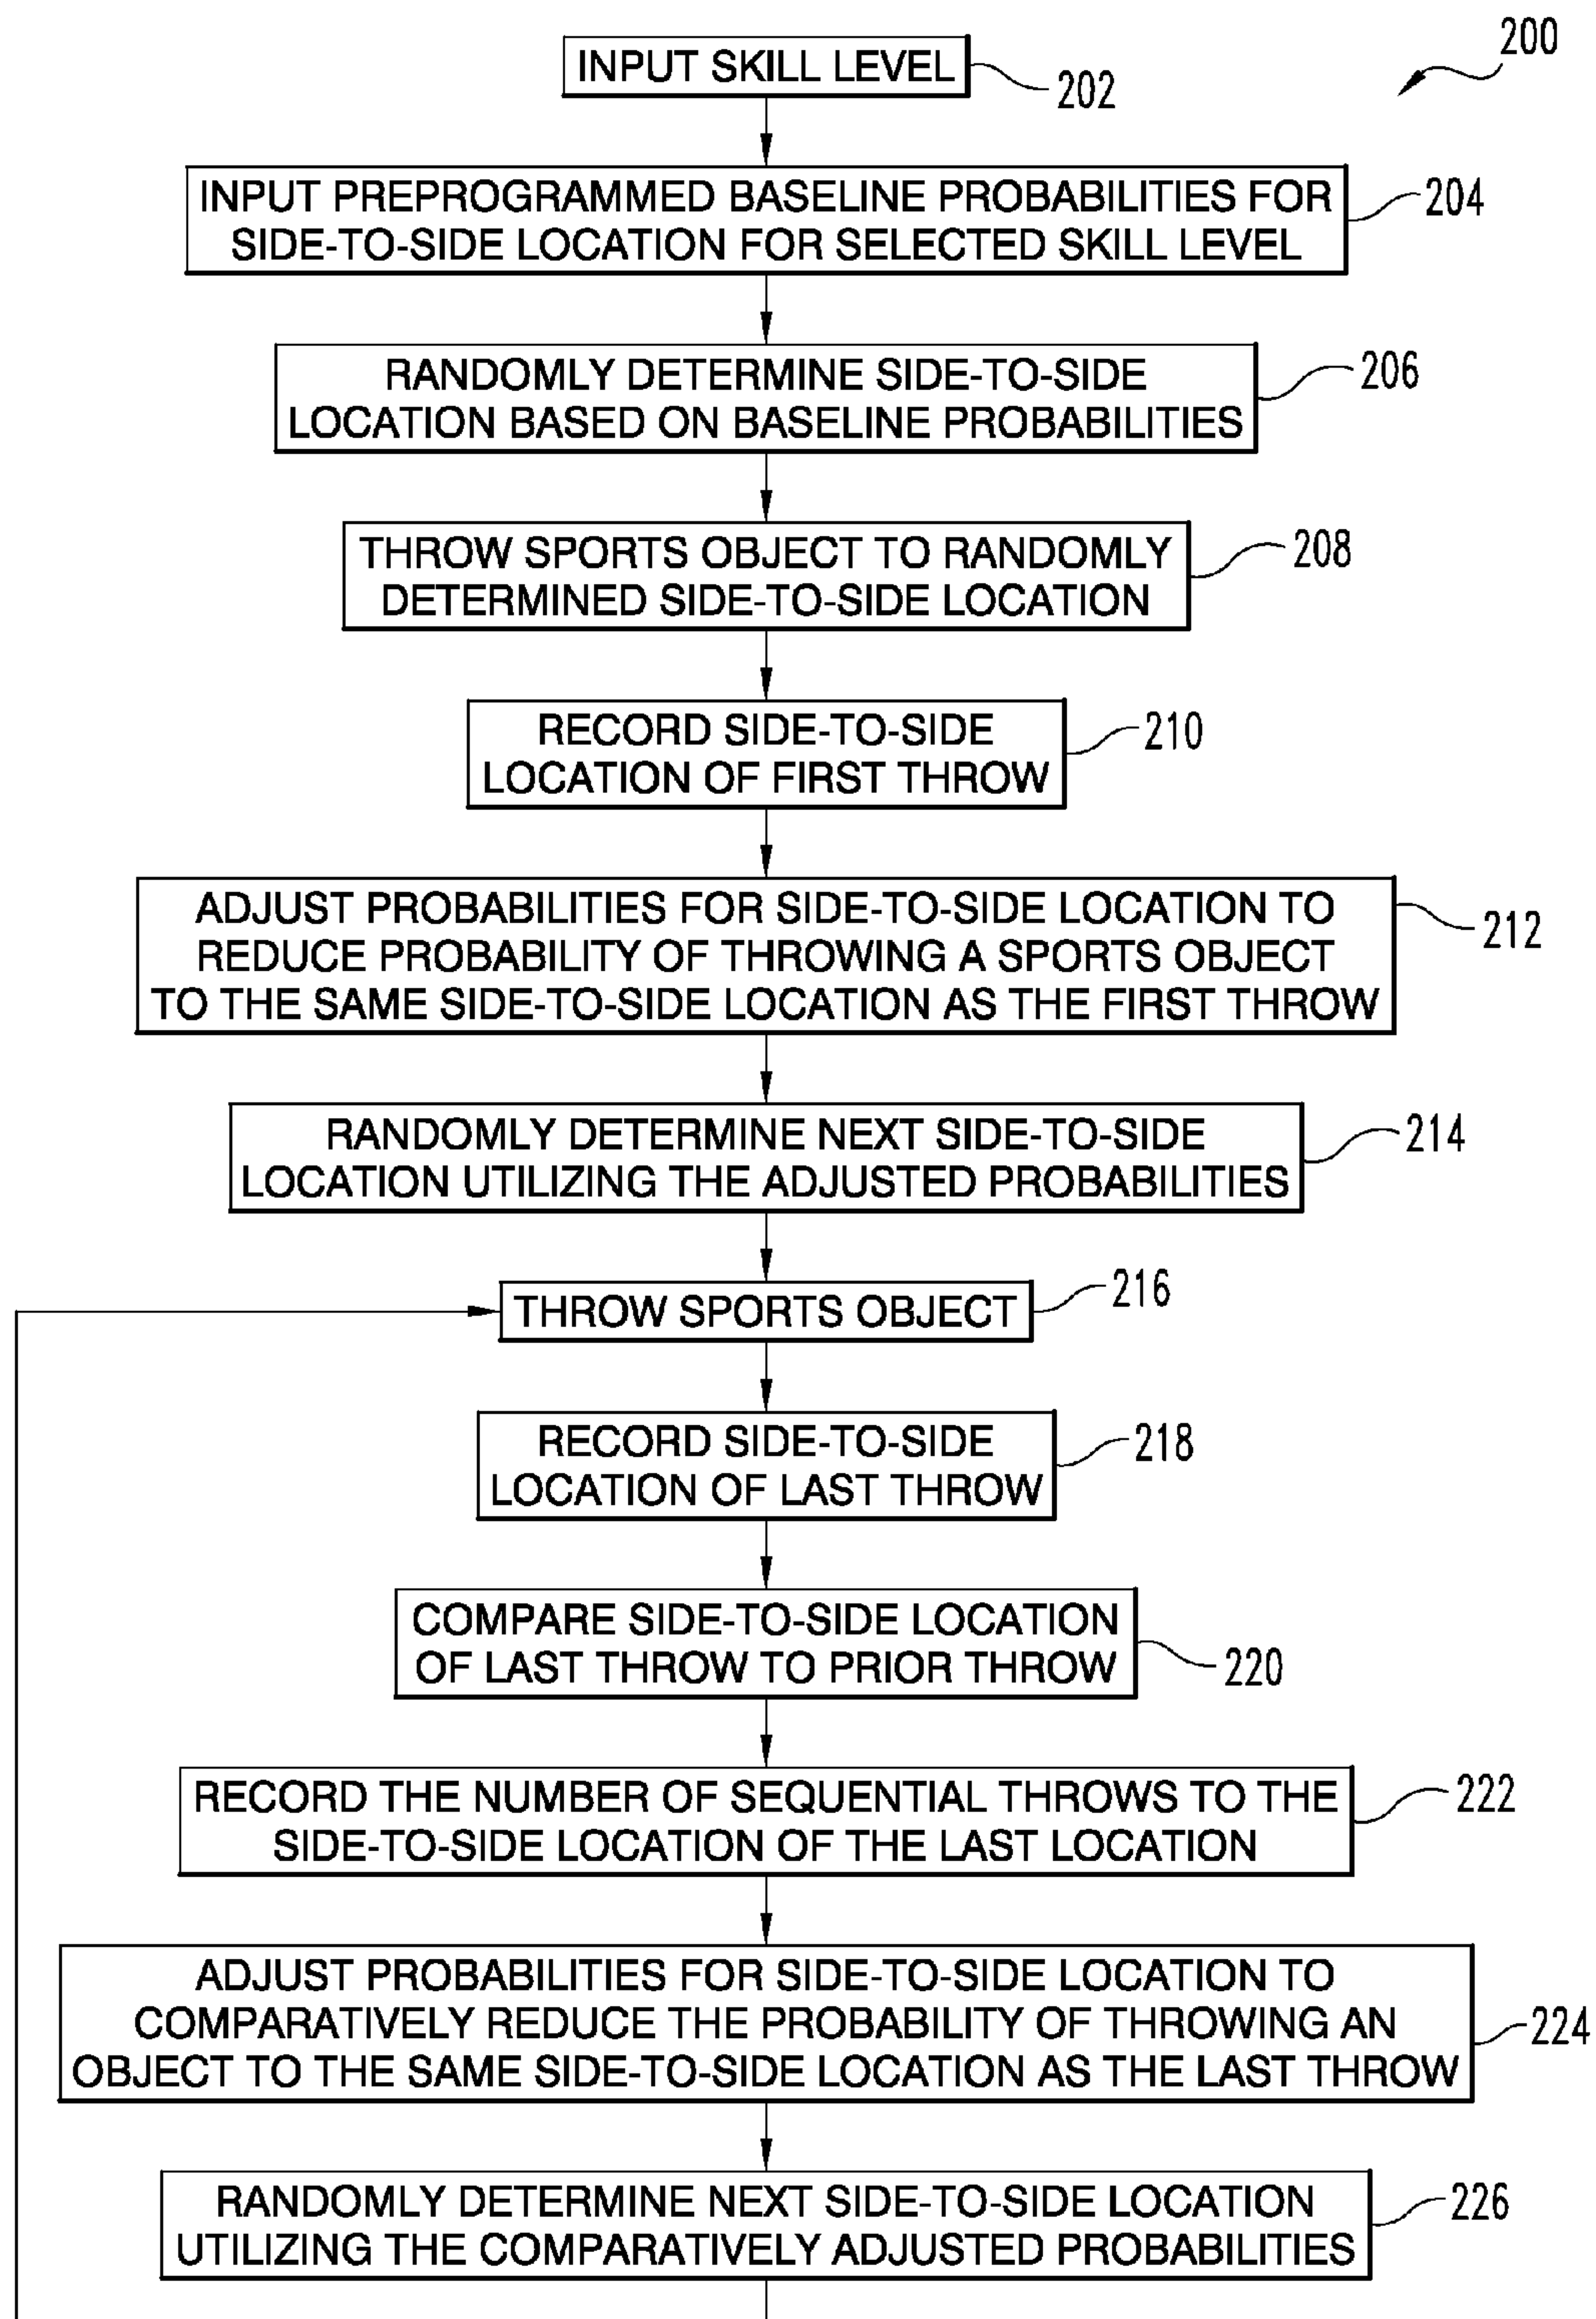 200
INPUT SKILL LEVEL
202
INPUT PREPROGRAMMED BASELINE PROBABILITIES FOR
SIDE-TO-SIDE LOCATION FOR SELECTED SKILL LEVEL
204
RANDOMLY DETERMINE SIDE-TO-SIDE
LOCATION BASED ON BASELINE PROBABILITIES
206
THROW SPORTS OBJECT TO RANDOMLY
DETERMINED SIDE-TO-SIDE LOCATION
208
RECORD SIDE-TO-SIDE
LOCATION OF FIRST THROW
210
ADJUST PROBABILITIES FOR SIDE-TO-SIDE LOCATION TO
REDUCE PROBABILITY OF THROWING A SPORTS OBJECT
TO THE SAME SIDE-TO-SIDE LOCATION AS THE FIRST THROW
212
RANDOMLY DETERMINE NEXT SIDE-TO-SIDE
LOCATION UTILIZING THE ADJUSTED PROBABILITIES
214
THROW SPORTS OBJECT
216
RECORD SIDE-TO-SIDE
LOCATION OF LAST THROW
218
COMPARE SIDE-TO-SIDE LOCATION
OF LAST THROW TO PRIOR THROW
220
RECORD THE NUMBER OF SEQUENTIAL THROWS TO THE
SIDE-TO-SIDE LOCATION OF THE LAST LOCATION
222
ADJUST PROBABILITIES FOR SIDE-TO-SIDE LOCATION TO
COMPARATIVELY REDUCE THE PROBABILITY OF THROWING AN
OBJECT TO THE SAME SIDE-TO-SIDE LOCATION AS THE LAST THROW
224
RANDOMLY DETERMINE NEXT SIDE-TO-SIDE LOCATION
UTILIZING THE COMPARATIVELY ADJUSTED PROBABILITIES
226